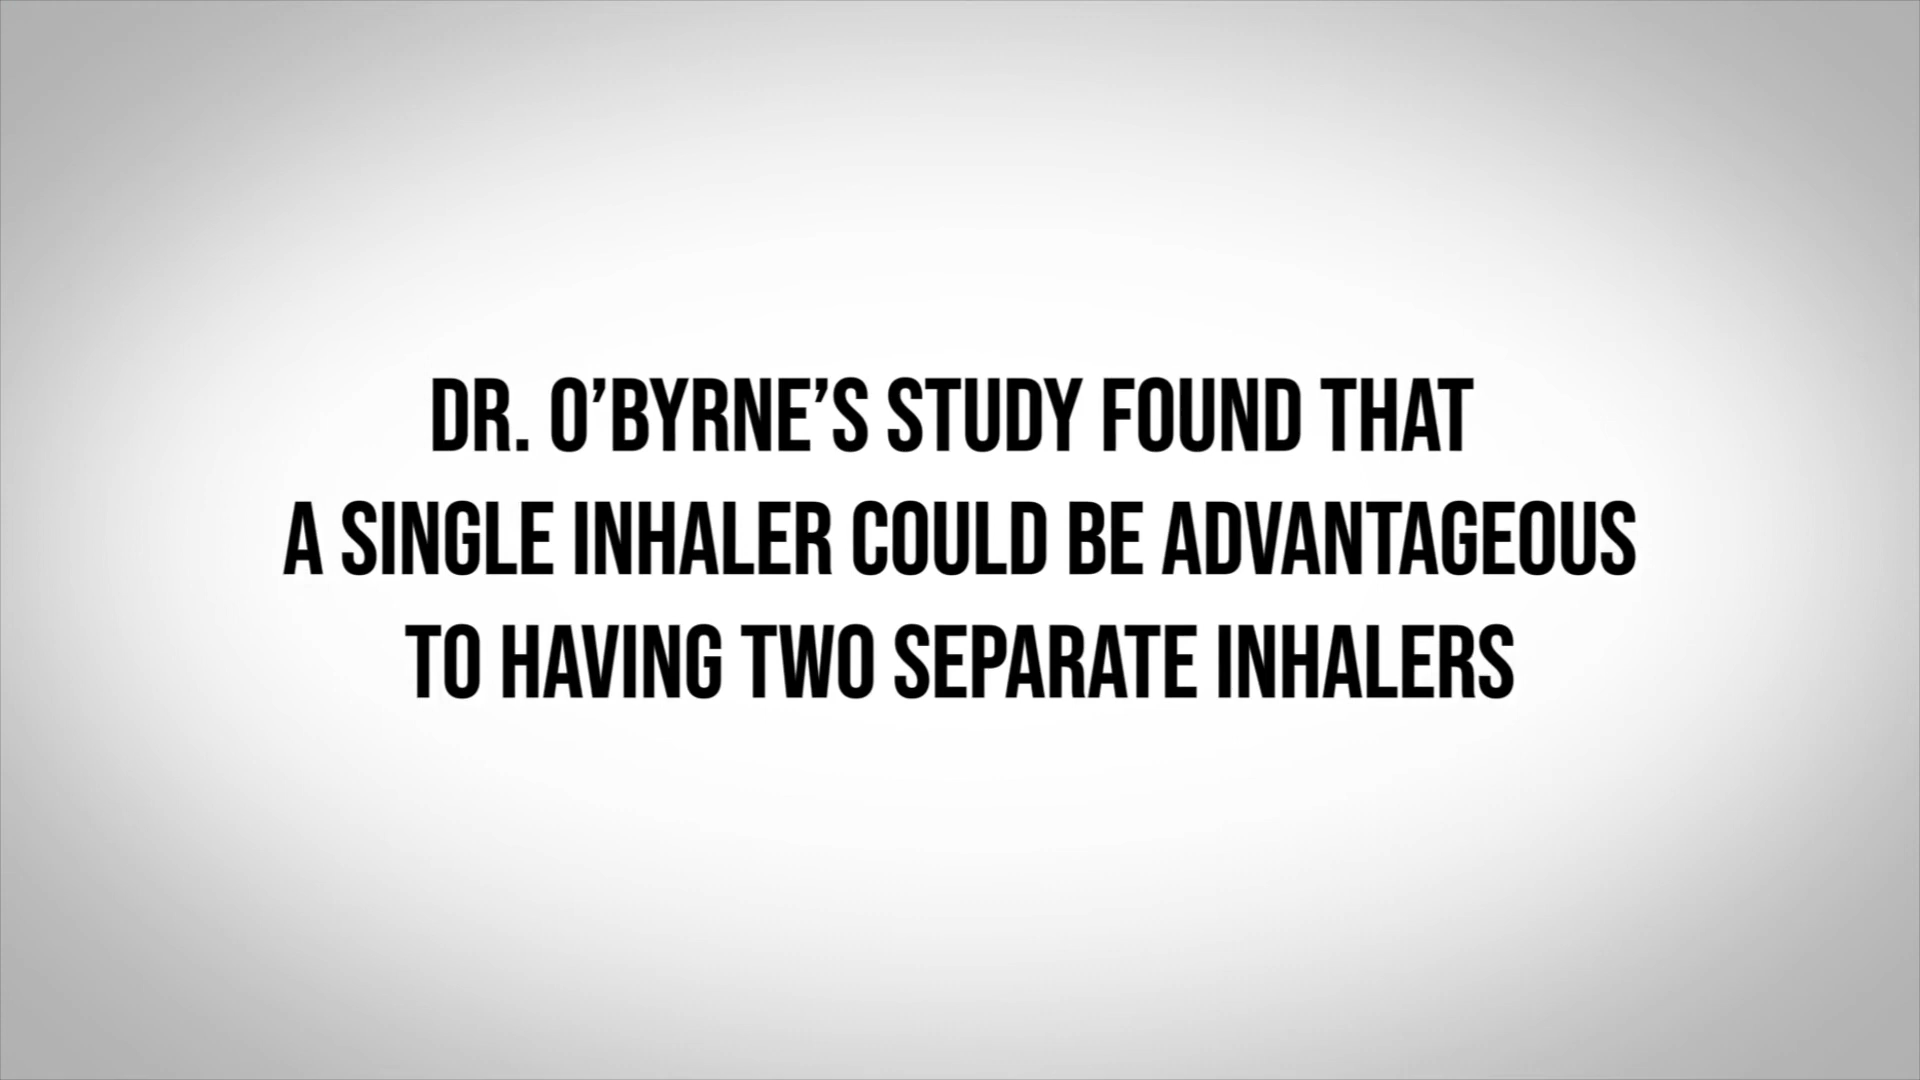 DR. O’BYRNE’S STUDY FOUND THAT
A SINGLE INHALER COULD BE ADVANTAGEOUS
TO HAVING TWO SEPARATE INHALERS